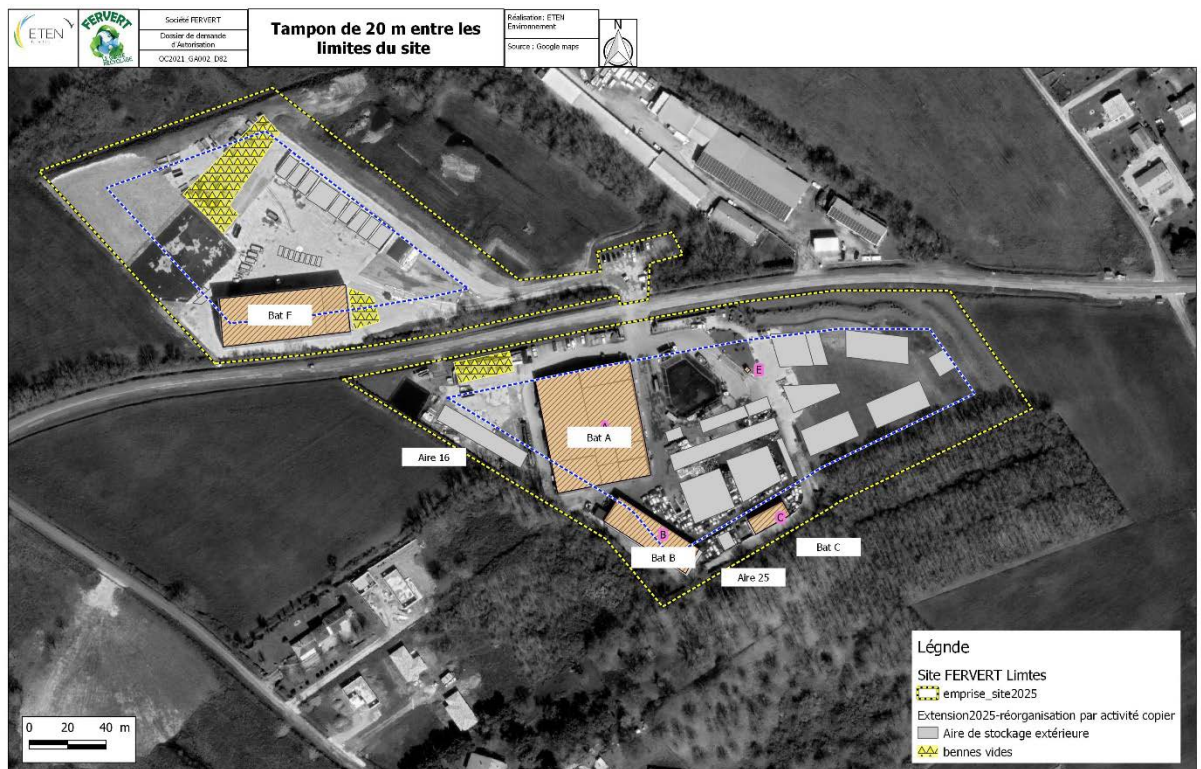 ETEN
FERVERT
Société FERVERT
Dossier de demande
d'Autorisation
OC2021_GA002_D82
Tampon de 20 m entre les
limites du site
Réalisation: ETEN
Environnement
Source : Google maps
N
Bat F
E
A
Bat A
Aire 16
B
Bat B
C
Bat C
Aire 25
0 20 40 m
Légnde
Site FERVERT Limtes
emprise_site2025
Extension2025-réorganisation par activité copier
Aire de stockage extérieure
bennes vides